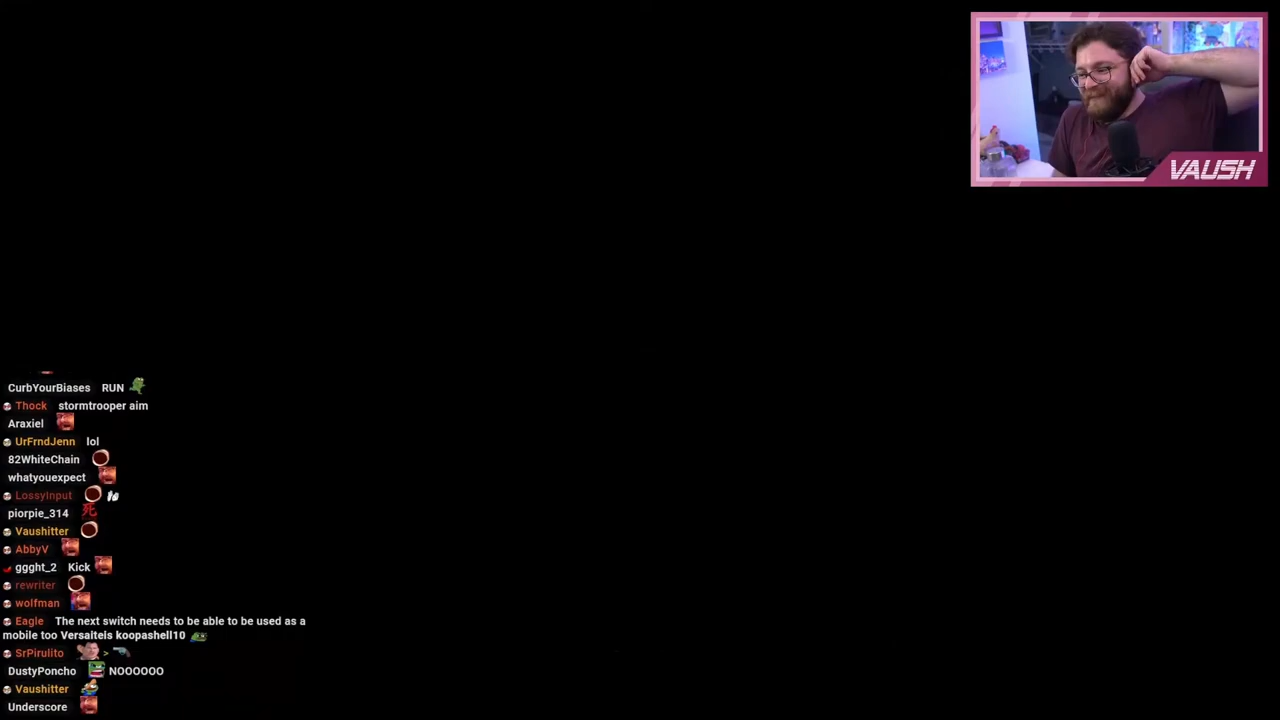 VAUSH
CurbYourBiases RUN
Thock stormtrooper aim
Araxiel
UrFrndJenn lol
82WhiteChain
whatyouexpect
LossyInput
piorpie_314 死
Vaushitter
AbbyV
ggght_2 Kick
rewriter
wolfman
Eagle The next switch needs to be able to be used as a
mobile too Versaiteis koopashell10
SrPirulito >
DustyPoncho NOOOOOO
Vaushitter
Underscore